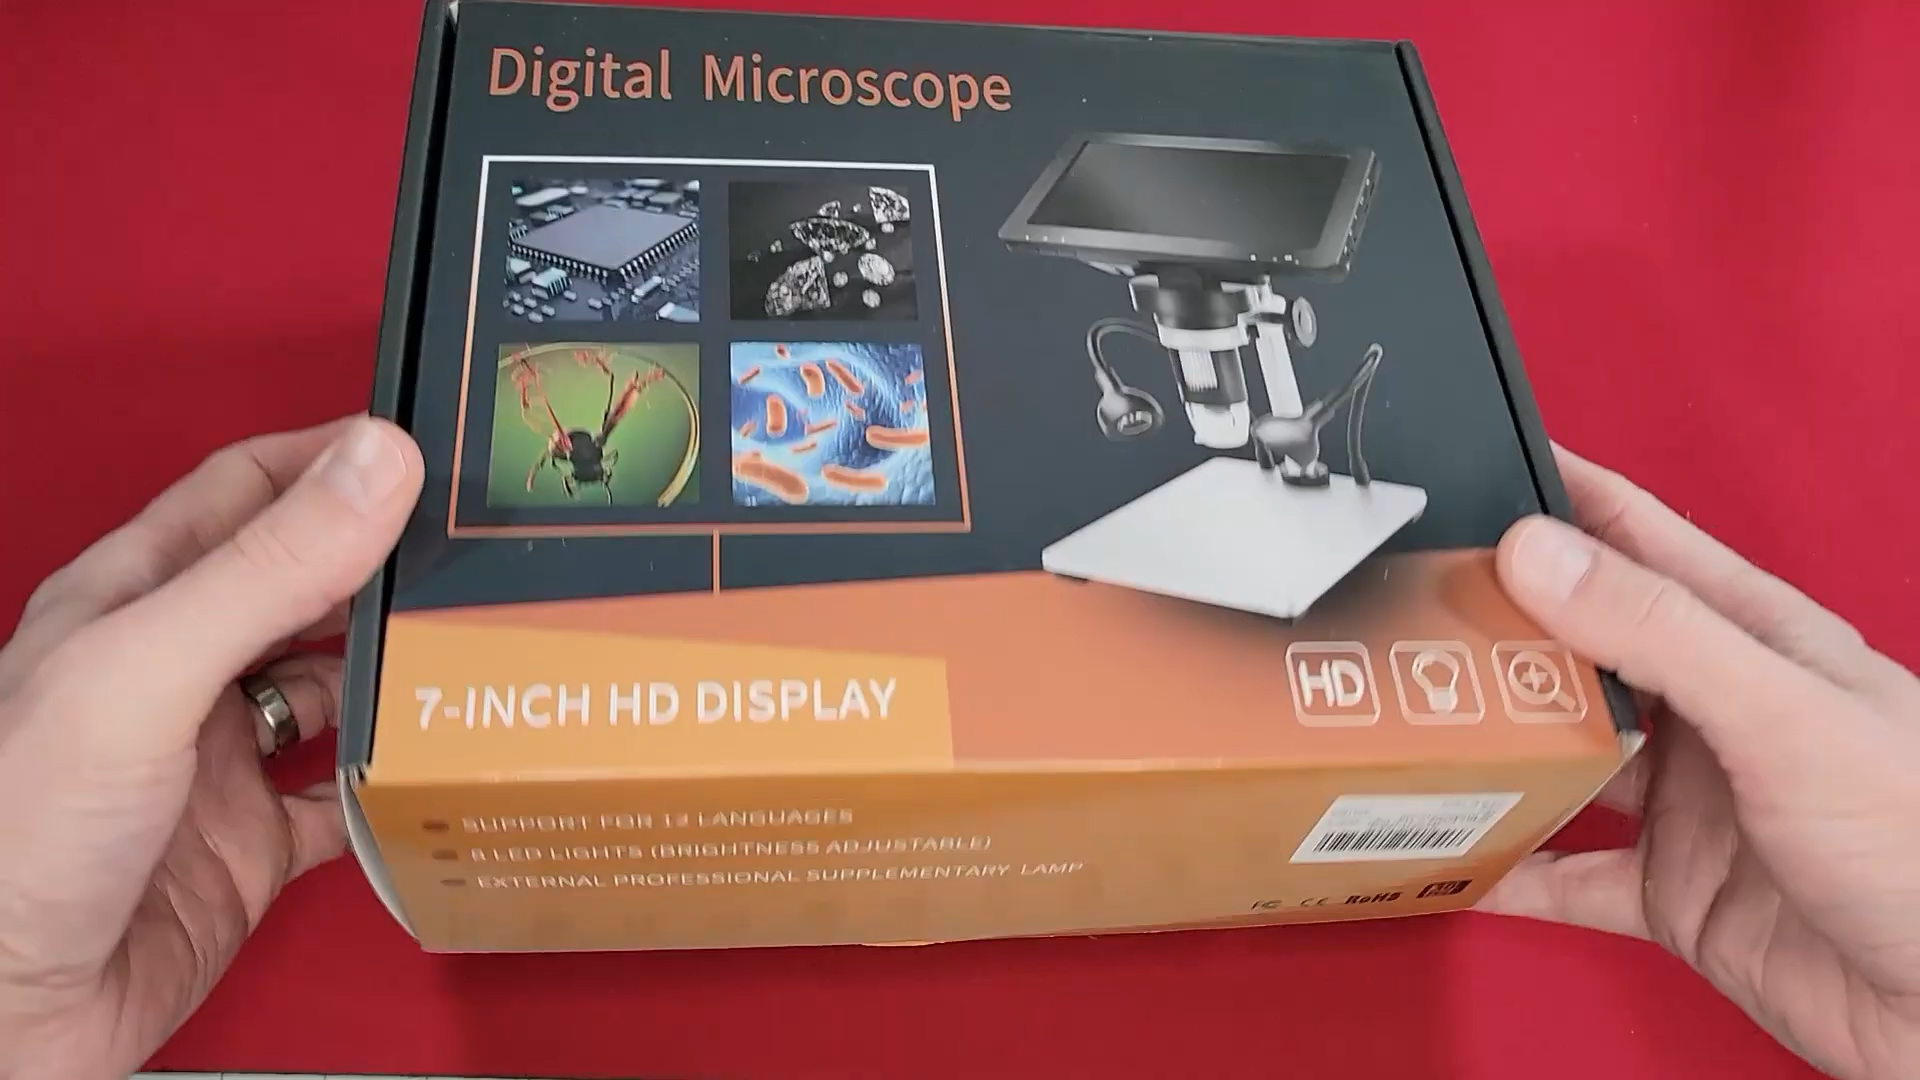 Digital Microscope
7-INCH HD DISPLAY
HD
SUPPORT FOR 12 LANGUAGES
8 LED LIGHTS (BRIGHTNESS ADJUSTABLE)
EXTERNAL PROFESSIONAL SUPPLEMENTARY LAMP
FC CE RoHS